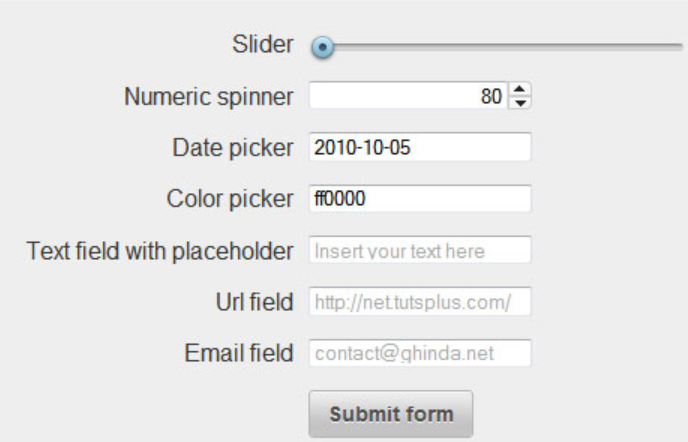 Slider
Numeric spinner 80
Date picker 2010-10-05
Color picker ff0000
Text field with placeholder Insert your text here
Url field http://net.tutsplus.com/
Email field contact@ghinda.net
Submit form